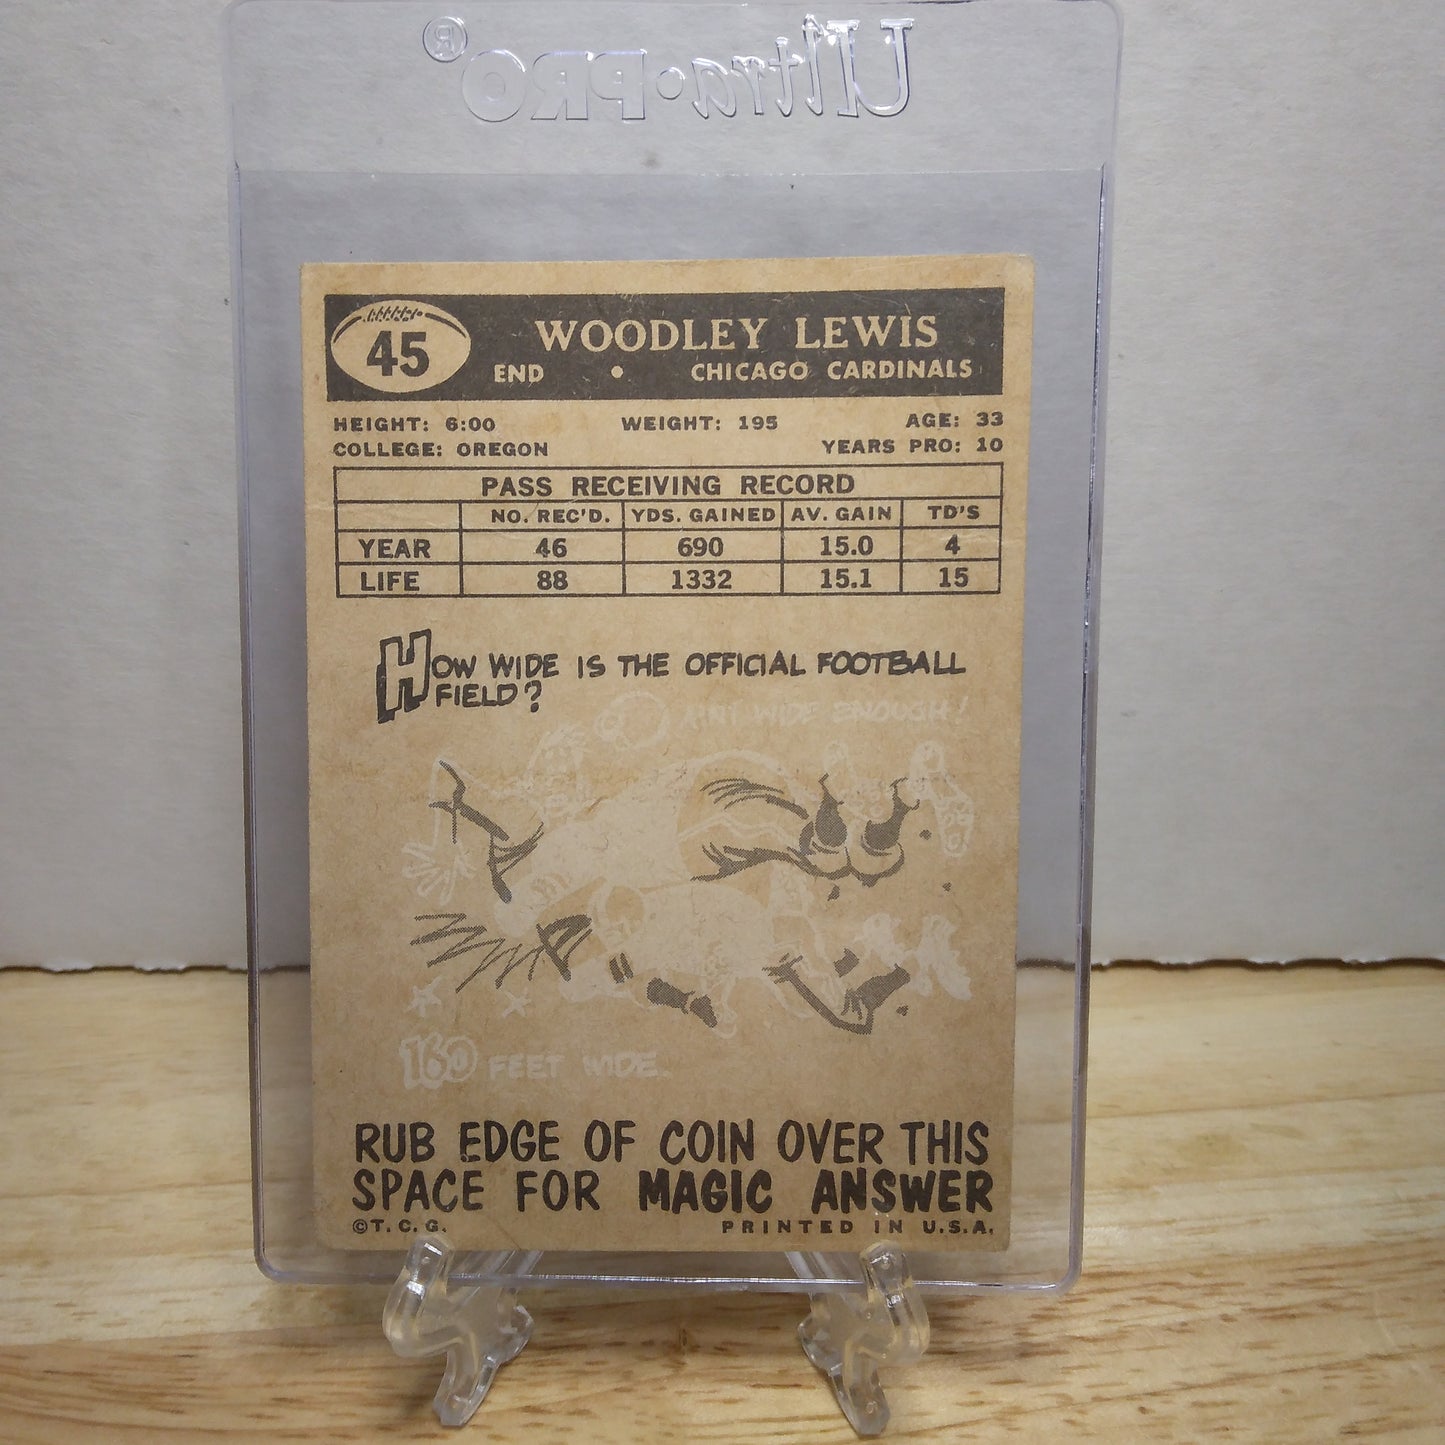 Ultra•PRO®
45
WOODLEY LEWIS
END • CHICAGO CARDINALS
HEIGHT: 6:00 WEIGHT: 195 AGE: 33
COLLEGE: OREGON YEARS PRO: 10
PASS RECEIVING RECORD
NO. REC'D. YDS. GAINED AV. GAIN TD'S
YEAR 46 690 15.0 4
LIFE 88 1332 15.1 15
HOW WIDE IS THE OFFICIAL FOOTBALL
FIELD?
AIN'T WIDE ENOUGH!
160 FEET WIDE.
RUB EDGE OF COIN OVER THIS
SPACE FOR MAGIC ANSWER
©T.C.G. PRINTED IN U.S.A.